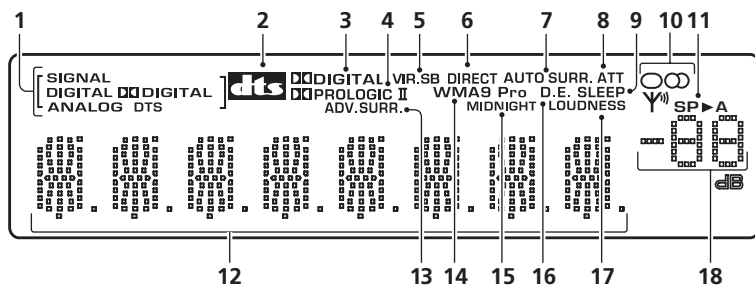 1 2 3 4 5 6 7 8 9 10 11
SIGNAL
DIGITAL DIGITAL
ANALOG DTS
dts
DIGITAL VIR.SB DIRECT AUTO SURR. ATT
PROLOGIC II WMA9 Pro D.E. SLEEP
ADV.SURR. MIDNIGHT LOUDNESS
SP►A
dB
12 13 14 15 16 17 18